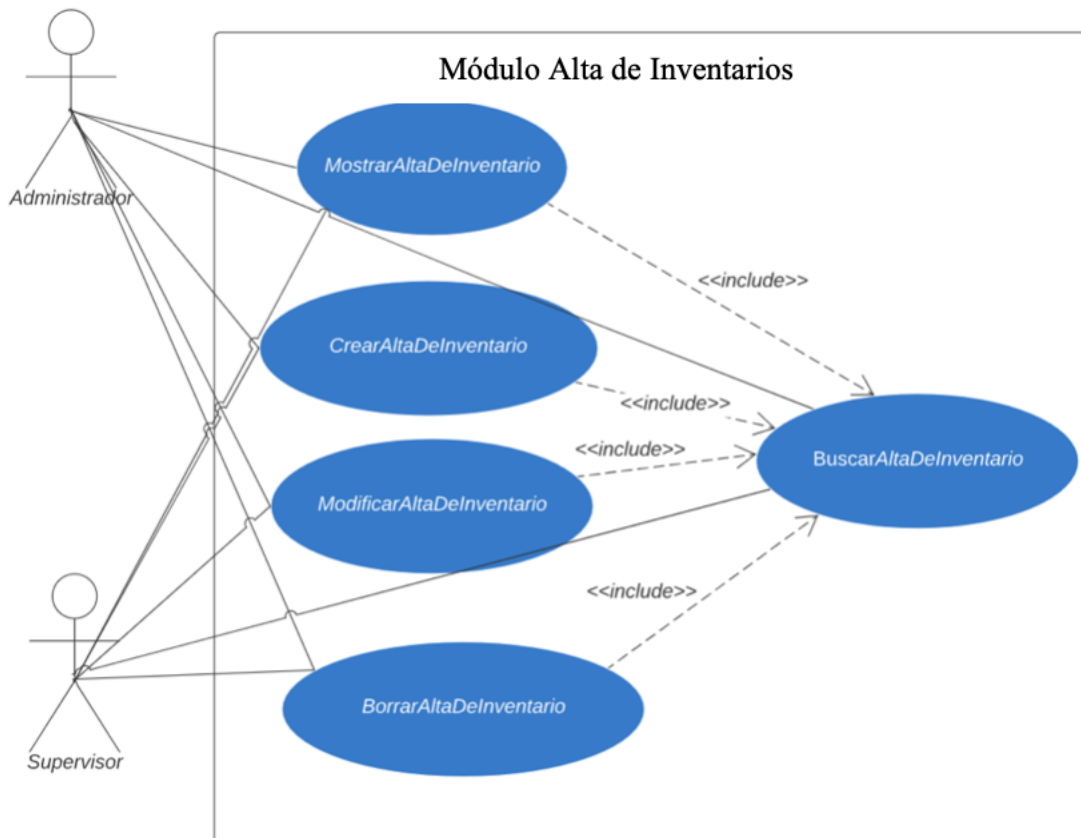 Módulo Alta de Inventarios
MostrarAltaDeInventario
Administrador
<<include>>
CrearAltaDeInventario
<<include>>
<<include>>
BuscarAltaDeInventario
ModificarAltaDeInventario
<<include>>
BorrarAltaDeInventario
Supervisor